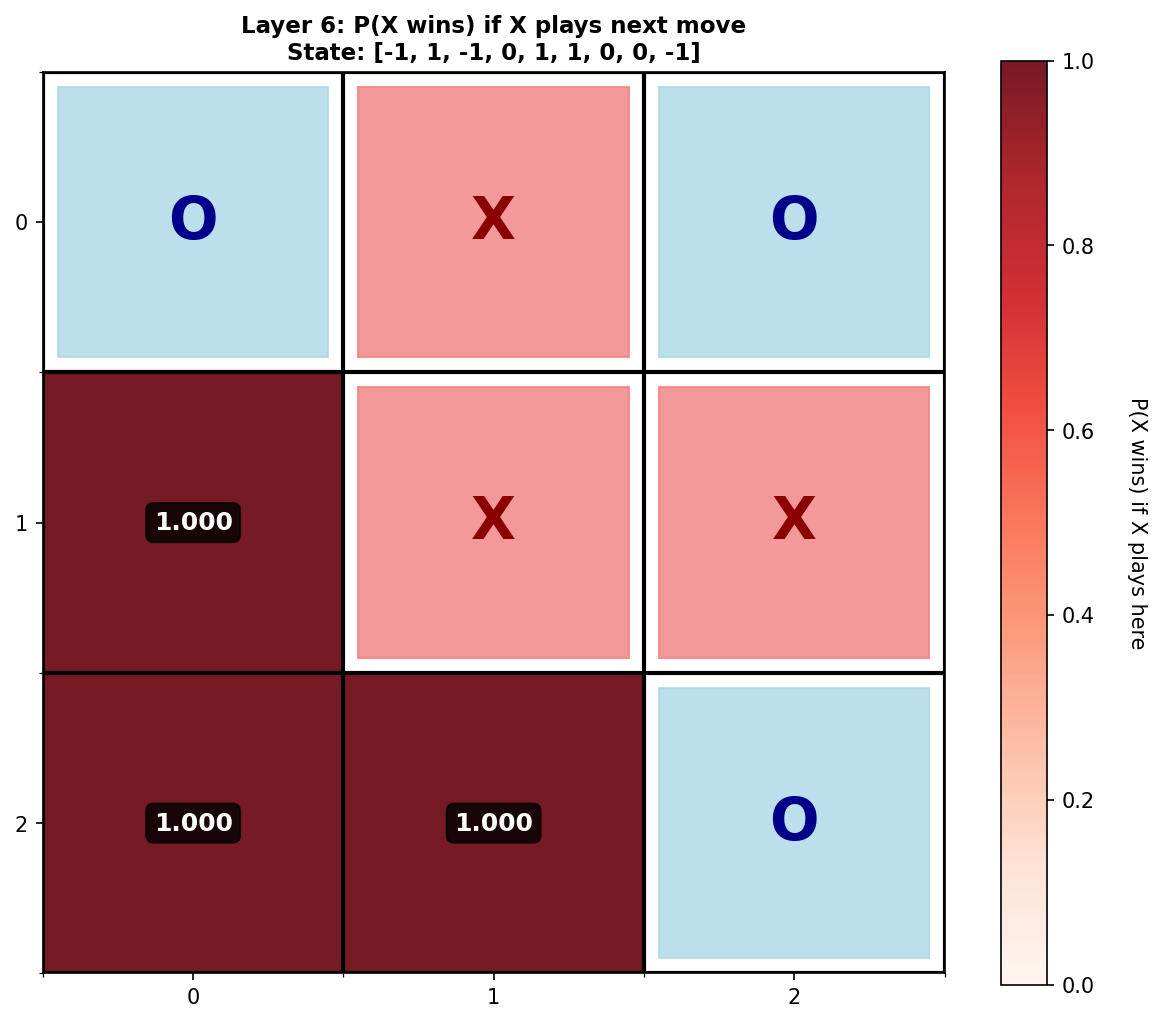 Layer 6: P(X wins) if X plays next move
State: [-1, 1, -1, 0, 1, 1, 0, 0, -1]
O X O
1.000 X X
1.000 1.000 O
0
1
2
0 1 2
1.0
0.8
0.6
0.4
0.2
0.0
P(X wins) if X plays here